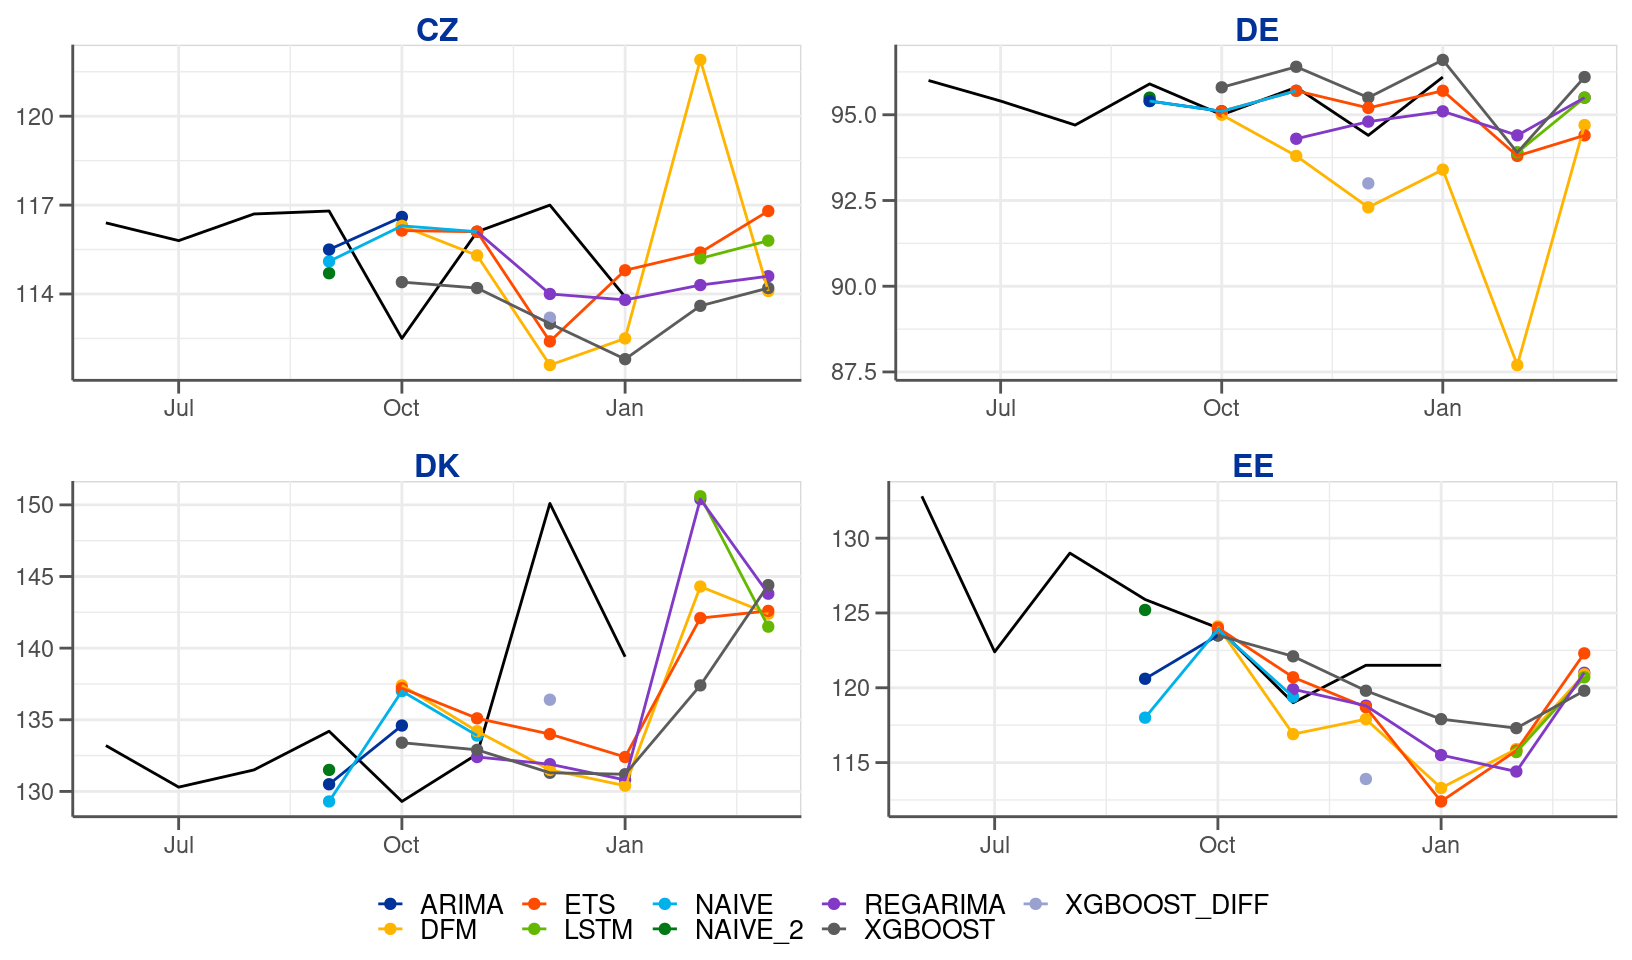 CZ
DE
120
117
114
Jul
Oct
Jan
95.0
92.5
90.0
87.5
Jul
Oct
Jan
DK
EE
150
145
140
135
130
Jul
Oct
Jan
130
125
120
115
Jul
Oct
Jan
ARIMA ETS NAIVE REGARIMA XGBOOST_DIFF
DFM LSTM NAIVE_2 XGBOOST